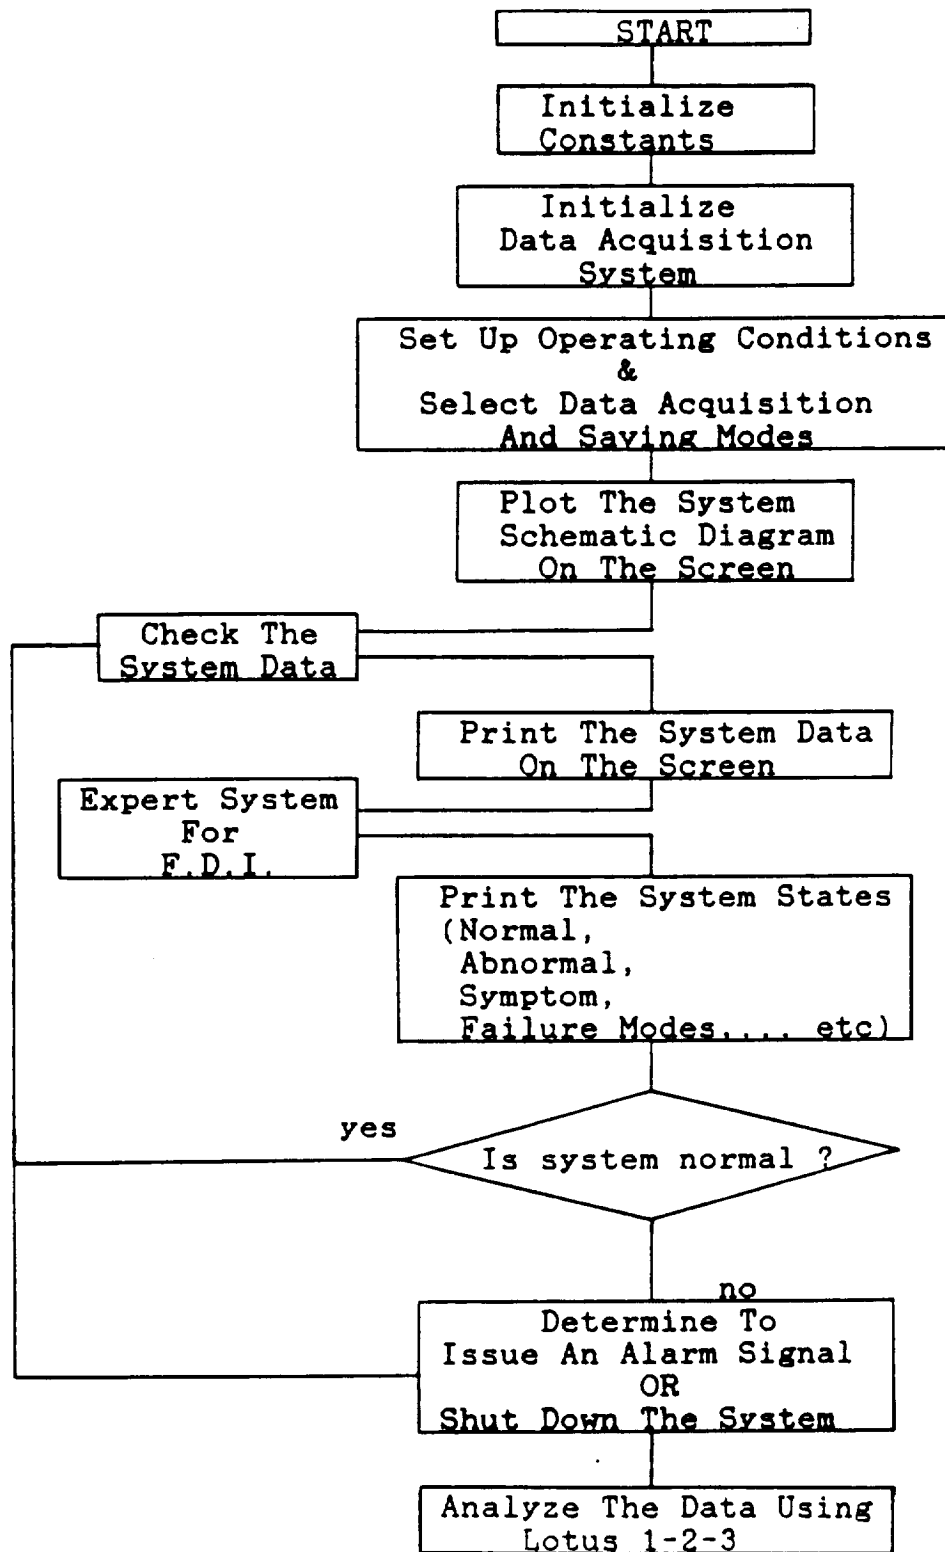 START
Initialize
Constants
Initialize
Data Acquisition
System
Set Up Operating Conditions
&
Select Data Acquisition
And Saving Modes
Plot The System
Schematic Diagram
On The Screen
Check The
System Data
Print The System Data
On The Screen
Expert System
For
F.D.I.
Print The System States
(Normal,
Abnormal,
Symptom,
Failure Modes,... etc)
yes
Is system normal ?
no
Determine To
Issue An Alarm Signal
OR
Shut Down The System
Analyze The Data Using
Lotus 1-2-3